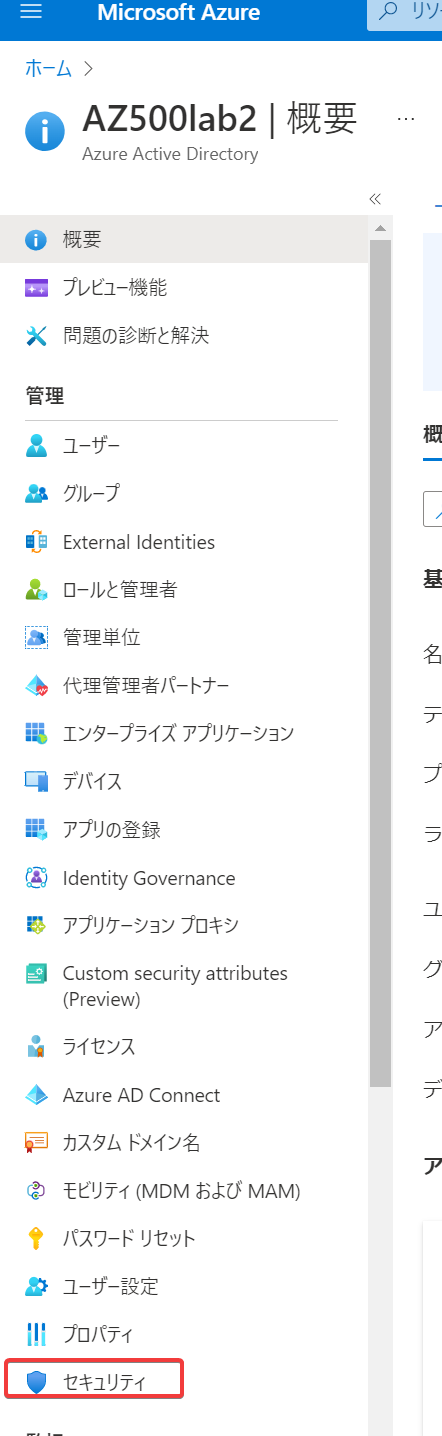 Microsoft Azure
リソ
ホーム
AZ500lab2 | 概要
...
Azure Active Directory
概要
プレビュー機能
問題の診断と解決
管理
ユーザー
グループ
External Identities
ロールと管理者
管理単位
代理管理者パートナー
エンタープライズ アプリケーション
デバイス
アプリの登録
Identity Governance
アプリケーション プロキシ
Custom security attributes
(Preview)
ライセンス
Azure AD Connect
カスタム ドメイン名
モビリティ (MDM および MAM)
パスワード リセット
ユーザー設定
プロパティ
セキュリティ
概
基
名
テ
プ
ラ
ユ
グ
ア
デ
ア